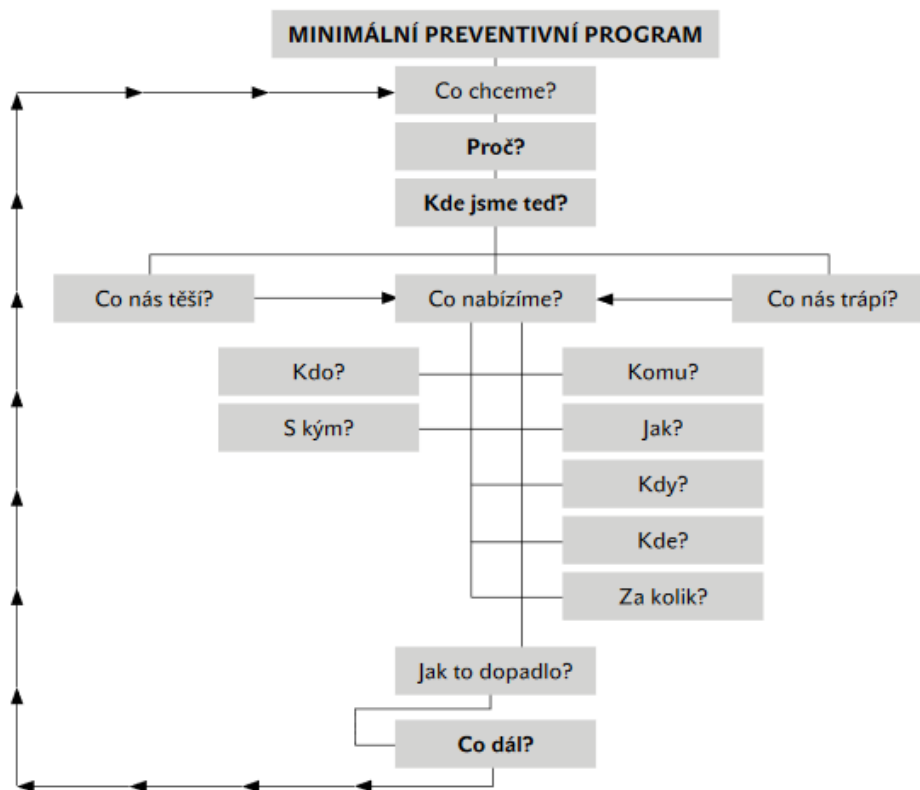 MINIMÁLNÍ PREVENTIVNÍ PROGRAM
Co chceme?
Proč?
Kde jsme teď?
Co nás těší?
Co nabízíme?
Co nás trápí?
Kdo?
Komu?
S kým?
Jak?
Kdy?
Kde?
Za kolik?
Jak to dopadlo?
Co dál?